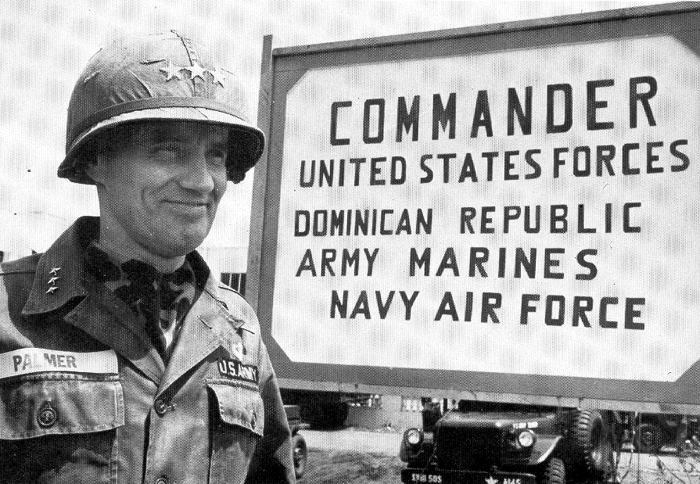 COMMANDER
UNITED STATES FORCES
DOMINICAN REPUBLIC
ARMY MARINES
NAVY AIR FORCE
PALMER
U.S. ARMY